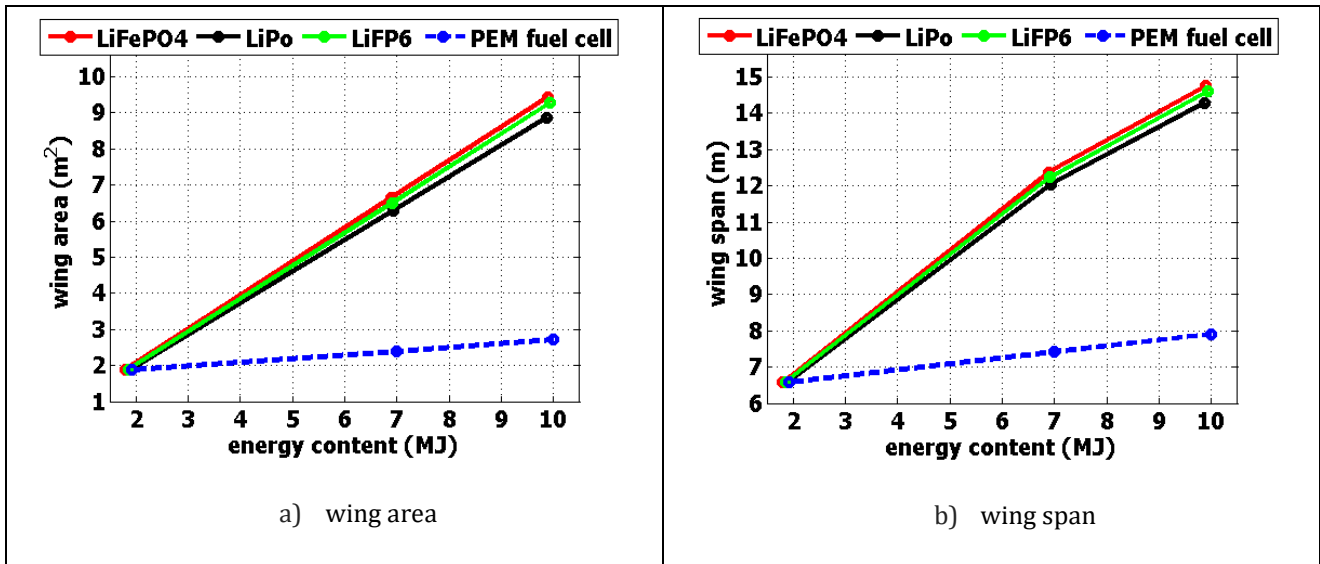 LiFePO4 LiPo LiFP6 PEM fuel cell
10
9
8
7
6
5
4
3
2
1
wing area (m²)
2 3 4 5 6 7 8 9 10
energy content (MJ)
a) wing area
LiFePO4 LiPo LiFP6 PEM fuel cell
15
14
13
12
11
10
9
8
7
6
wing span (m)
2 3 4 5 6 7 8 9 10
energy content (MJ)
b) wing span